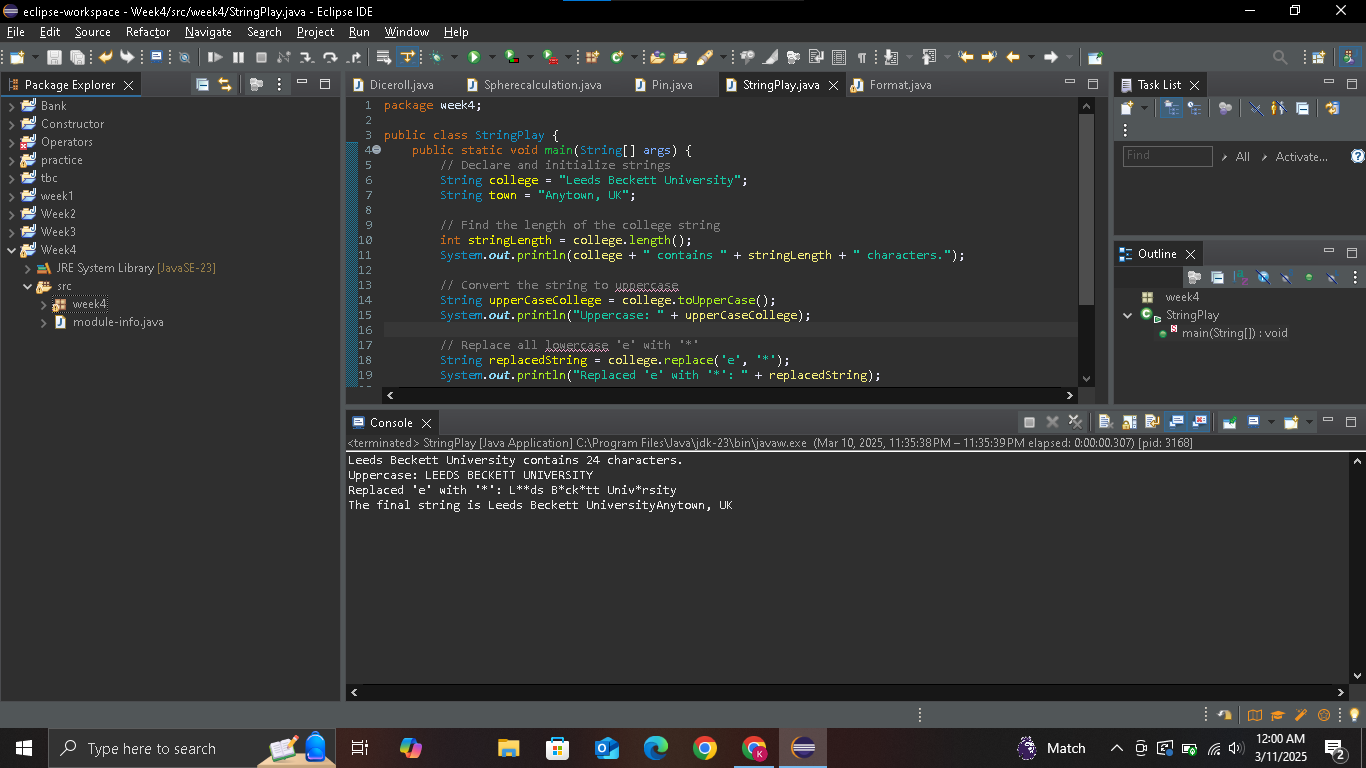 eclipse-workspace - Week4/src/week4/StringPlay.java - Eclipse IDE
File Edit Source Refactor Navigate Search Project Run Window Help
Package Explorer
Bank
Constructor
Operators
practice
tbc
week1
Week2
Week3
Week4
JRE System Library [JavaSE-23]
src
week4
module-info.java
Diceroll.java Spherecalculation.java Pin.java StringPlay.java Format.java
1 package week4;
2
3 public class StringPlay {
4 public static void main(String[] args) {
5 // Declare and initialize strings
6 String college = "Leeds Beckett University";
7 String town = "Anytown, UK";
8
9 // Find the length of the college string
10 int stringLength = college.length();
11 System.out.println(college + " contains " + stringLength + " characters.");
12
13 // Convert the string to uppercase
14 String upperCaseCollege = college.toUpperCase();
15 System.out.println("Uppercase: " + upperCaseCollege);
16
17 // Replace all lowercase 'e' with '*'
18 String replacedString = college.replace('e', '*');
19 System.out.println("Replaced 'e' with '*': " + replacedString);
Task List
Find
All
Activate...
Outline
week4
StringPlay
main(String[]) : void
Console
<terminated> StringPlay [Java Application] C:\Program Files\Java\jdk-23\bin\javaw.exe (Mar 10, 2025, 11:35:38 PM – 11:35:39 PM elapsed: 0:00:00.307) [pid: 3168]
Leeds Beckett University contains 24 characters.
Uppercase: LEEDS BECKETT UNIVERSITY
Replaced 'e' with '*': L**ds B*ck*tt Univ*rsity
The final string is Leeds Beckett UniversityAnytown, UK
Type here to search
Match
12:00 AM
3/11/2025
2